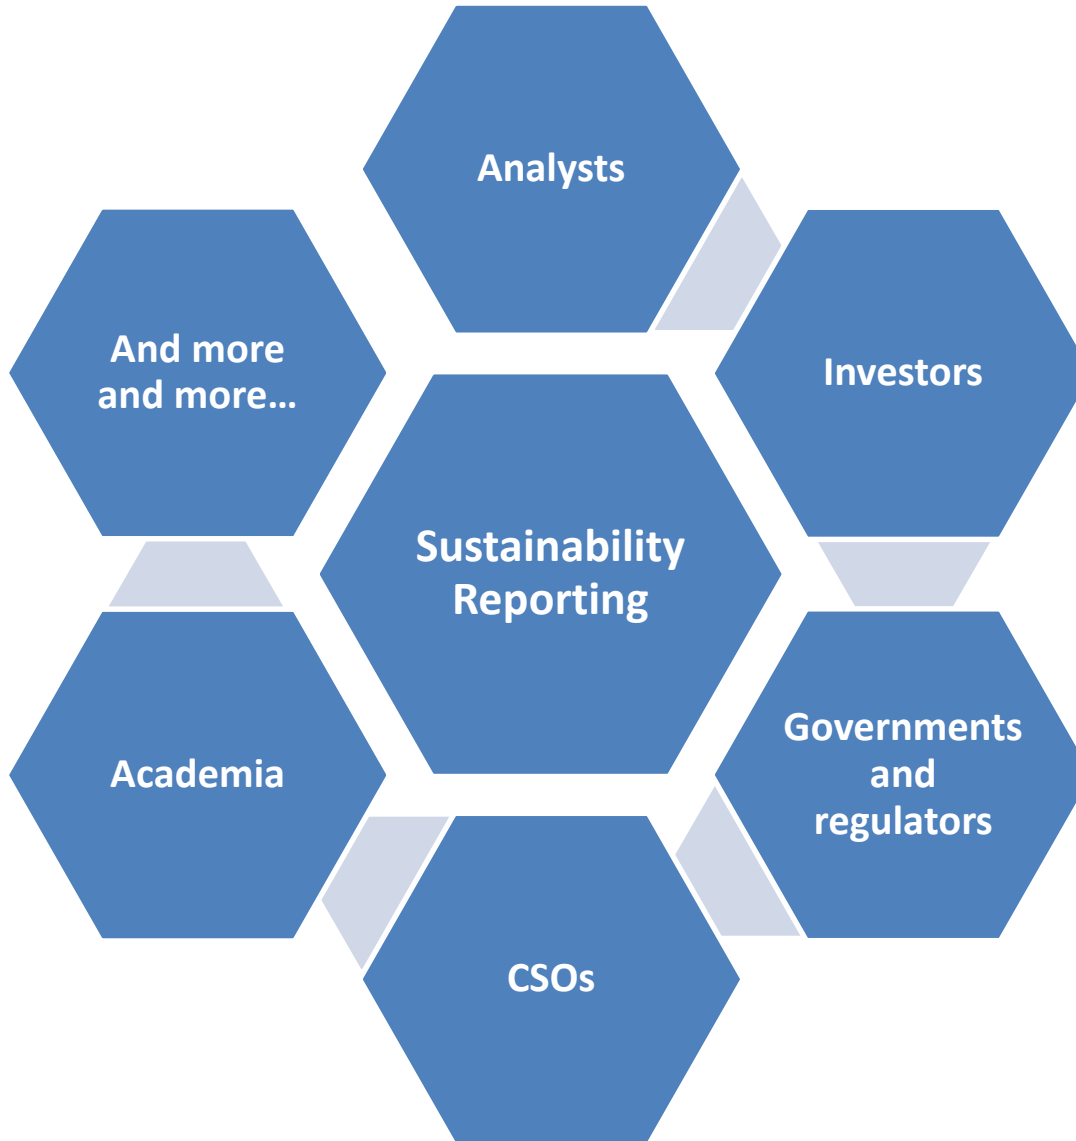 Analysts
Investors
And more
and more…
Sustainability
Reporting
Governments
and
regulators
Academia
CSOs